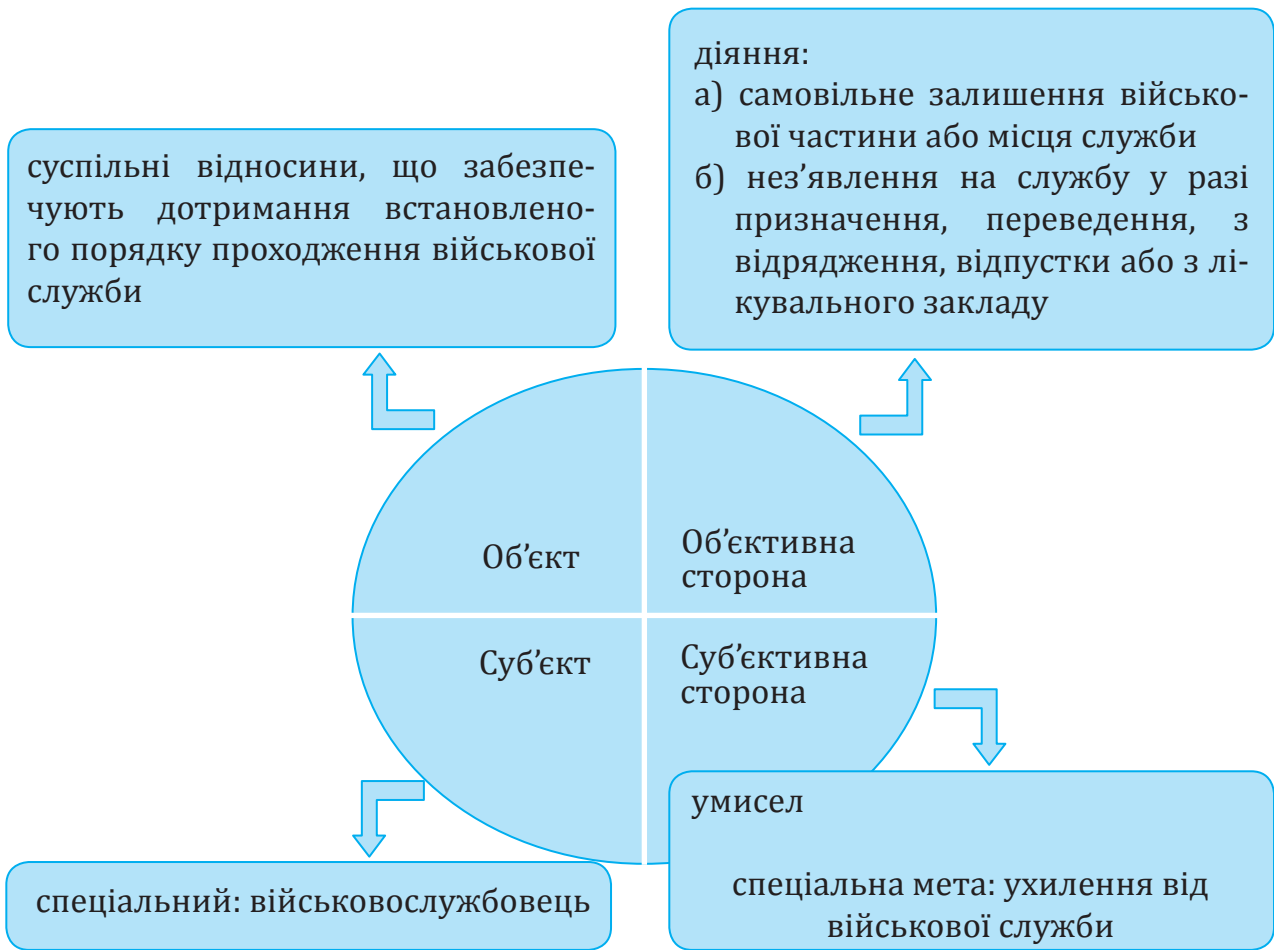 суспільні відносини, що забезпе-
чують дотримання встановлено-
го порядку проходження військової
служби
діяння:
а) самовільне залишення військо-
вої частини або місця служби
б) нез’явлення на службу у разі
призначення, переведення, з
відрядження, відпустки або з лі-
кувального закладу
Об’єкт
Об’єктивна
сторона
Суб’єкт
Суб’єктивна
сторона
спеціальний: військовослужбовець
умисел
спеціальна мета: ухилення від
військової служби